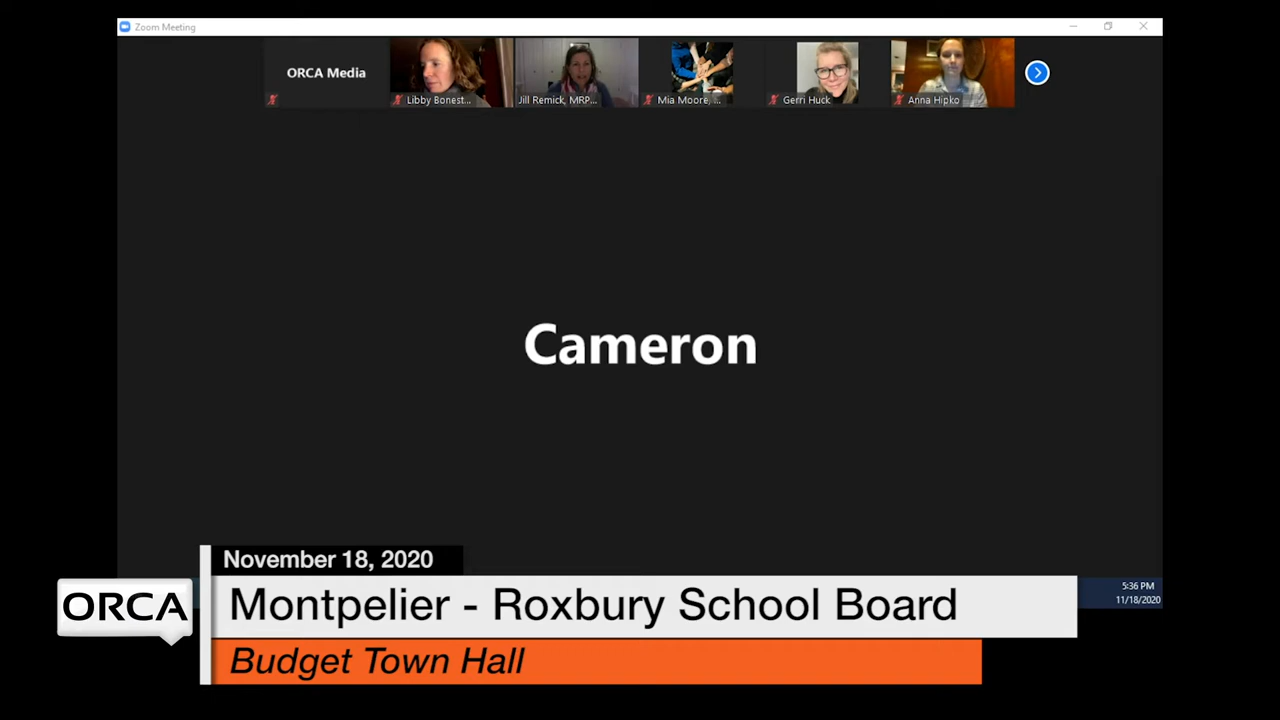 Zoom Meeting
ORCA Media
Libby Bonest...
Jill Remick, MRP...
Mia Moore, ...
Gerri Huck
Anna Hipko
Cameron
November 18, 2020
Montpelier - Roxbury School Board
Budget Town Hall
ORCA
5:36 PM
11/18/2020